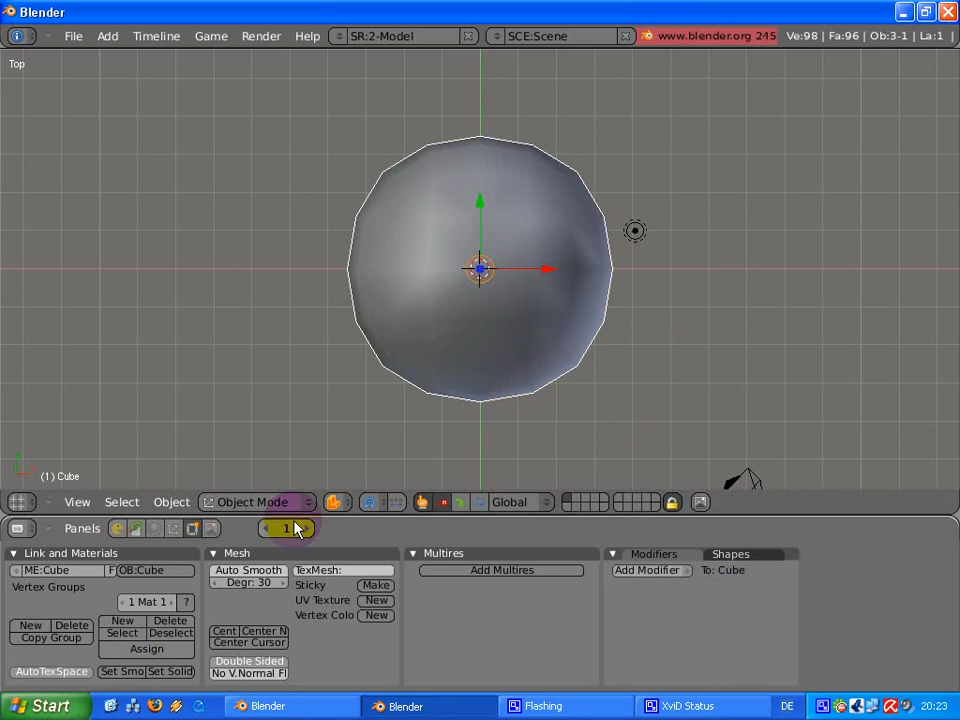 Blender
File Add Timeline Game Render Help SR:2-Model SCE:Scene www.blender.org 245 Ve:98 | Fa:96 | Ob:3-1 | La:1 |
Top
(1) Cube
View Select Object Object Mode Global
Panels 1
Link and Materials
ME:Cube F OB:Cube
Vertex Groups
1 Mat 1 ?
New Delete New Delete
Copy Group Select Deselect
Assign
AutoTexSpace Set Smo Set Solid
Mesh
Auto Smooth TexMesh:
Degr: 30 Sticky Make
UV Texture New
Vertex Colo New
Cent Center N
Center Cursor
Double Sided
No V.Normal Fl
Multires
Add Multires
Modifiers Shapes
Add Modifier To: Cube
Start Blender Blender Flashing XviD Status DE 20:23